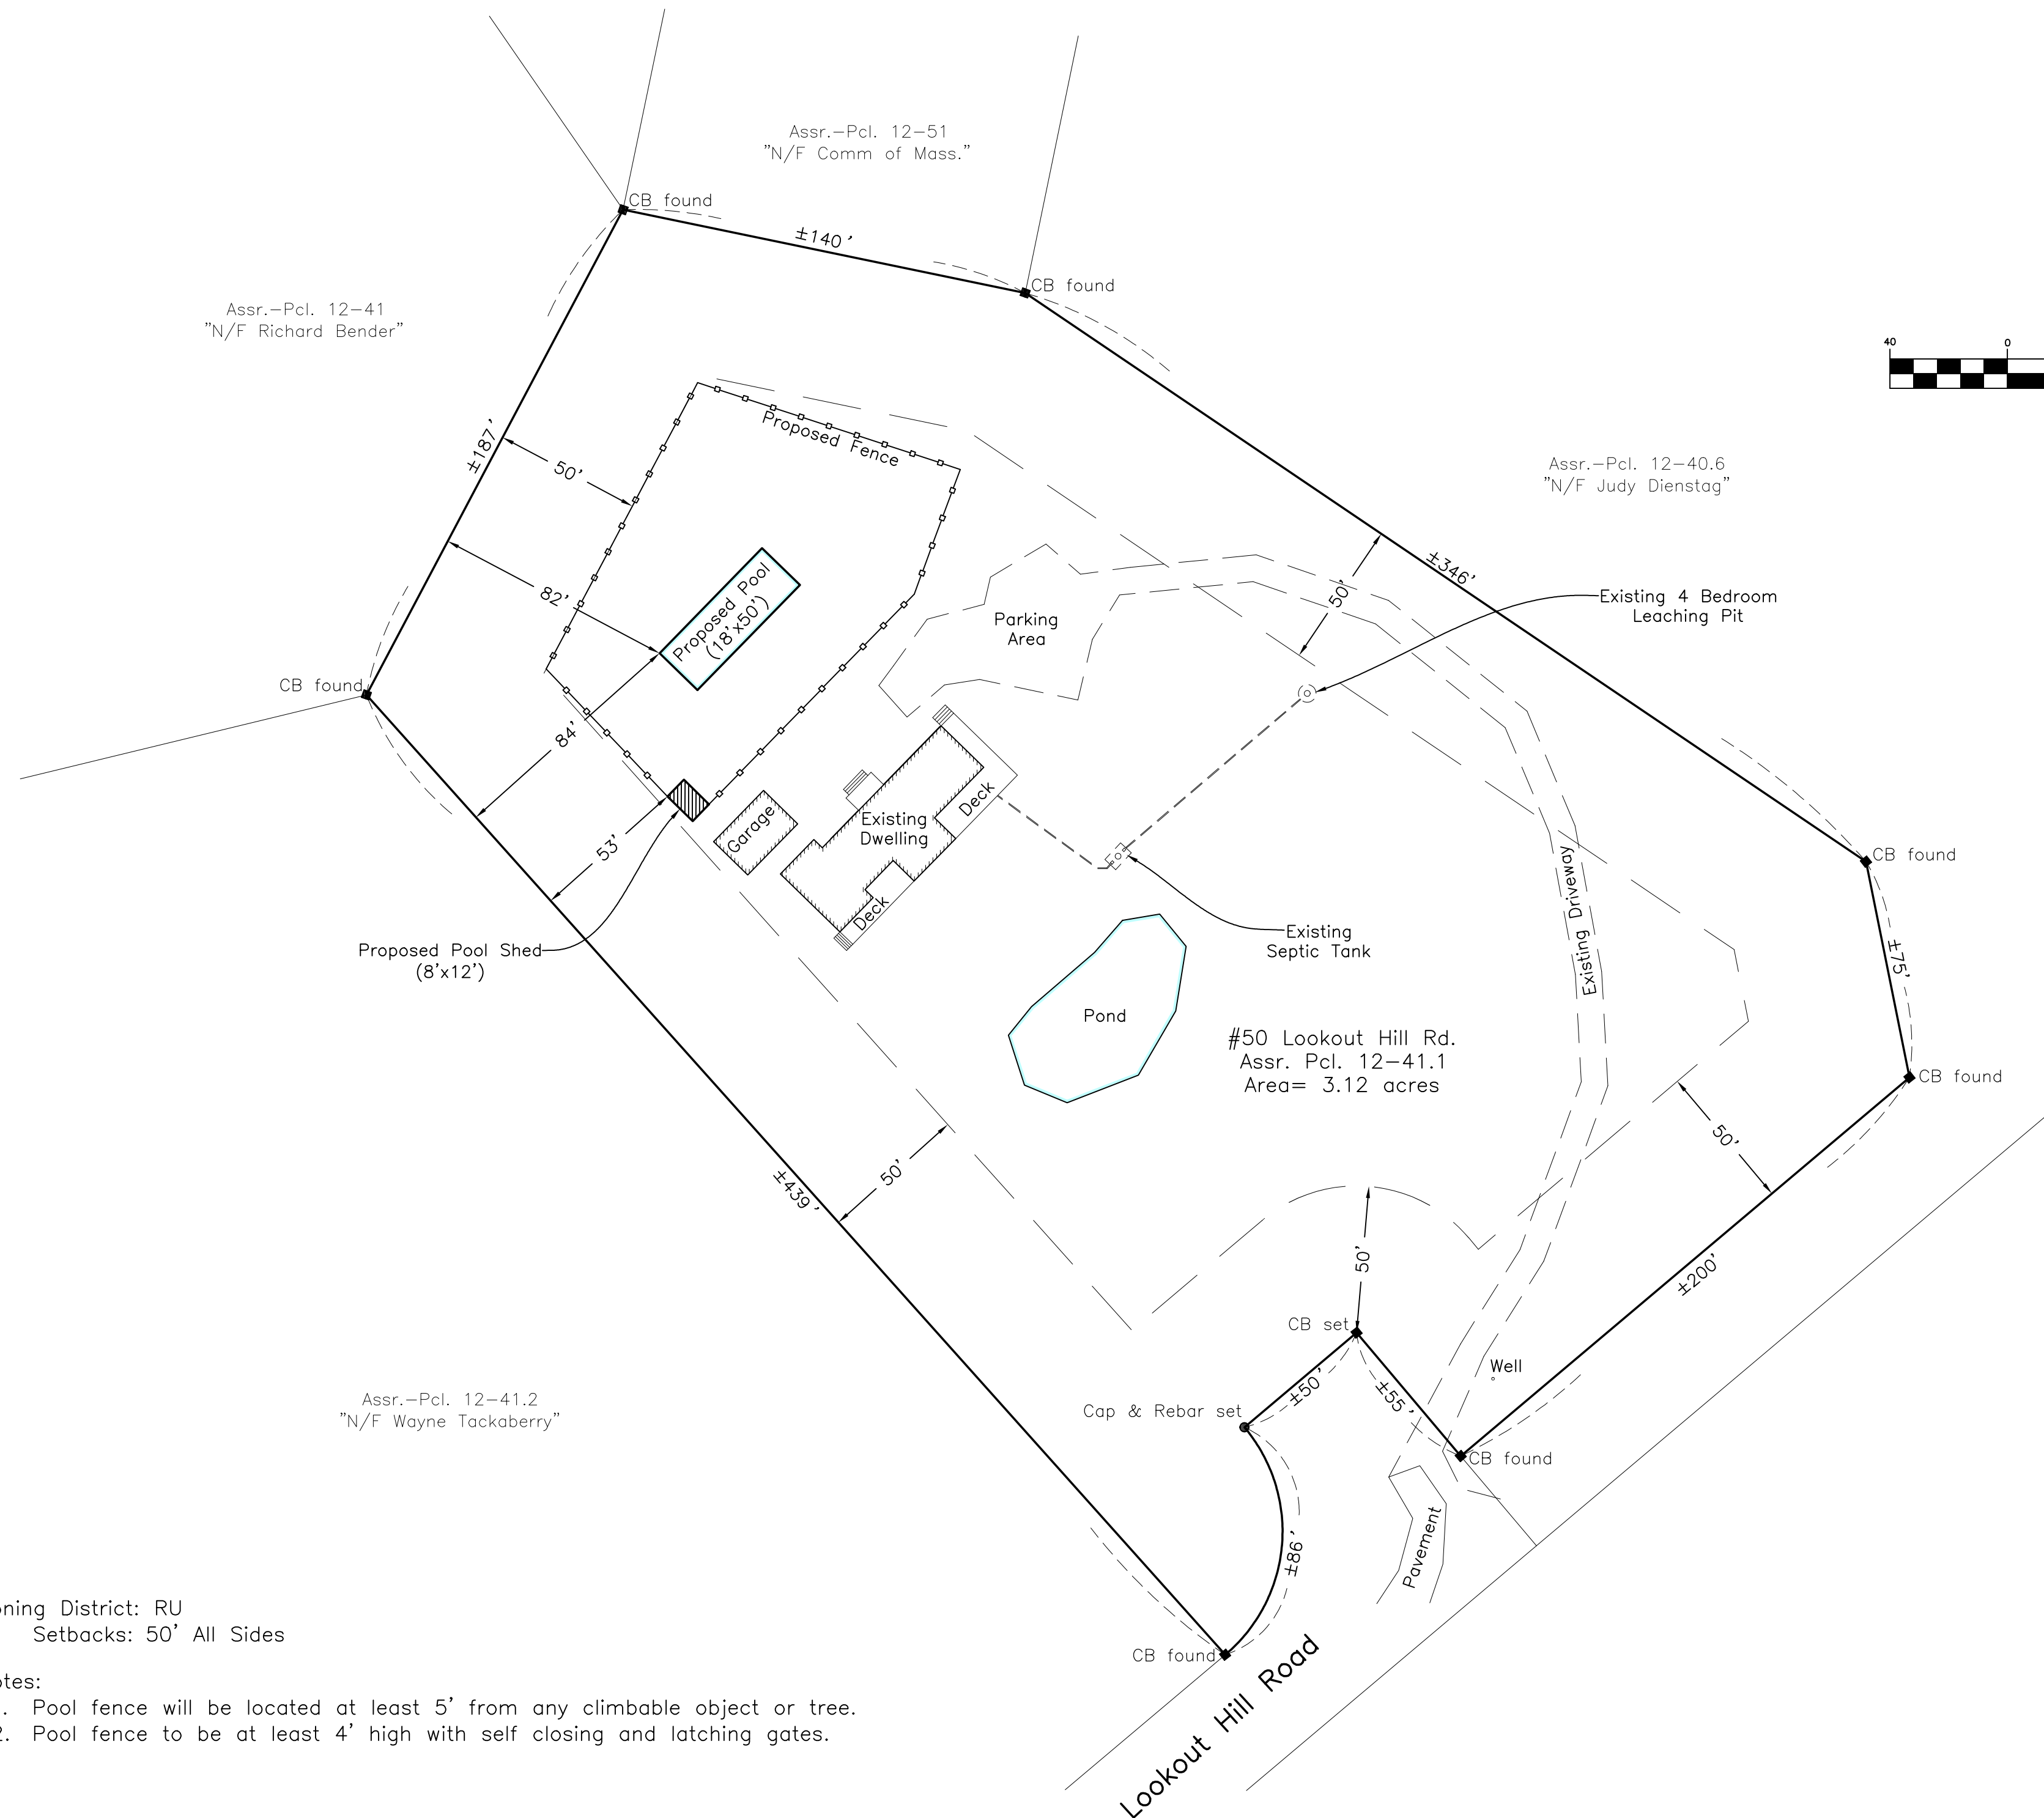 Assr.-Pcl. 12-51
"N/F Comm of Mass."
CB found
±140'
CB found
Assr.-Pcl. 12-41
"N/F Richard Bender"
40
0
±187'
Proposed Fence
50'
Assr.-Pcl. 12-40.6
"N/F Judy Dienstag"
82'
Proposed Pool
(18'x50')
±346'
50'
Existing 4 Bedroom
Leaching Pit
Parking
Area
CB found
84'
53'
Garage
Existing
Dwelling
Deck
Deck
CB found
Existiting Driveway
±75'
Proposed Pool Shed
(8'x12')
Existing
Septic Tank
Pond
#50 Lookout Hill Rd.
Assr. Pcl. 12-41.1
Area= 3.12 acres
CB found
50'
50'
±439'
50'
±200'
CB set
Well
±50'
±55'
Assr.-Pcl. 12-41.2
"N/F Wayne Tackaberry"
Cap & Rebar set
CB found
±86'
Pavement
CB found
Lookout Hill Road
District: RU
Setbacks: 50' All Sides
Pool fence will be located at least 5' from any climbable object or tree.
2. Pool fence to be at least 4' high with self closing and latching gates.